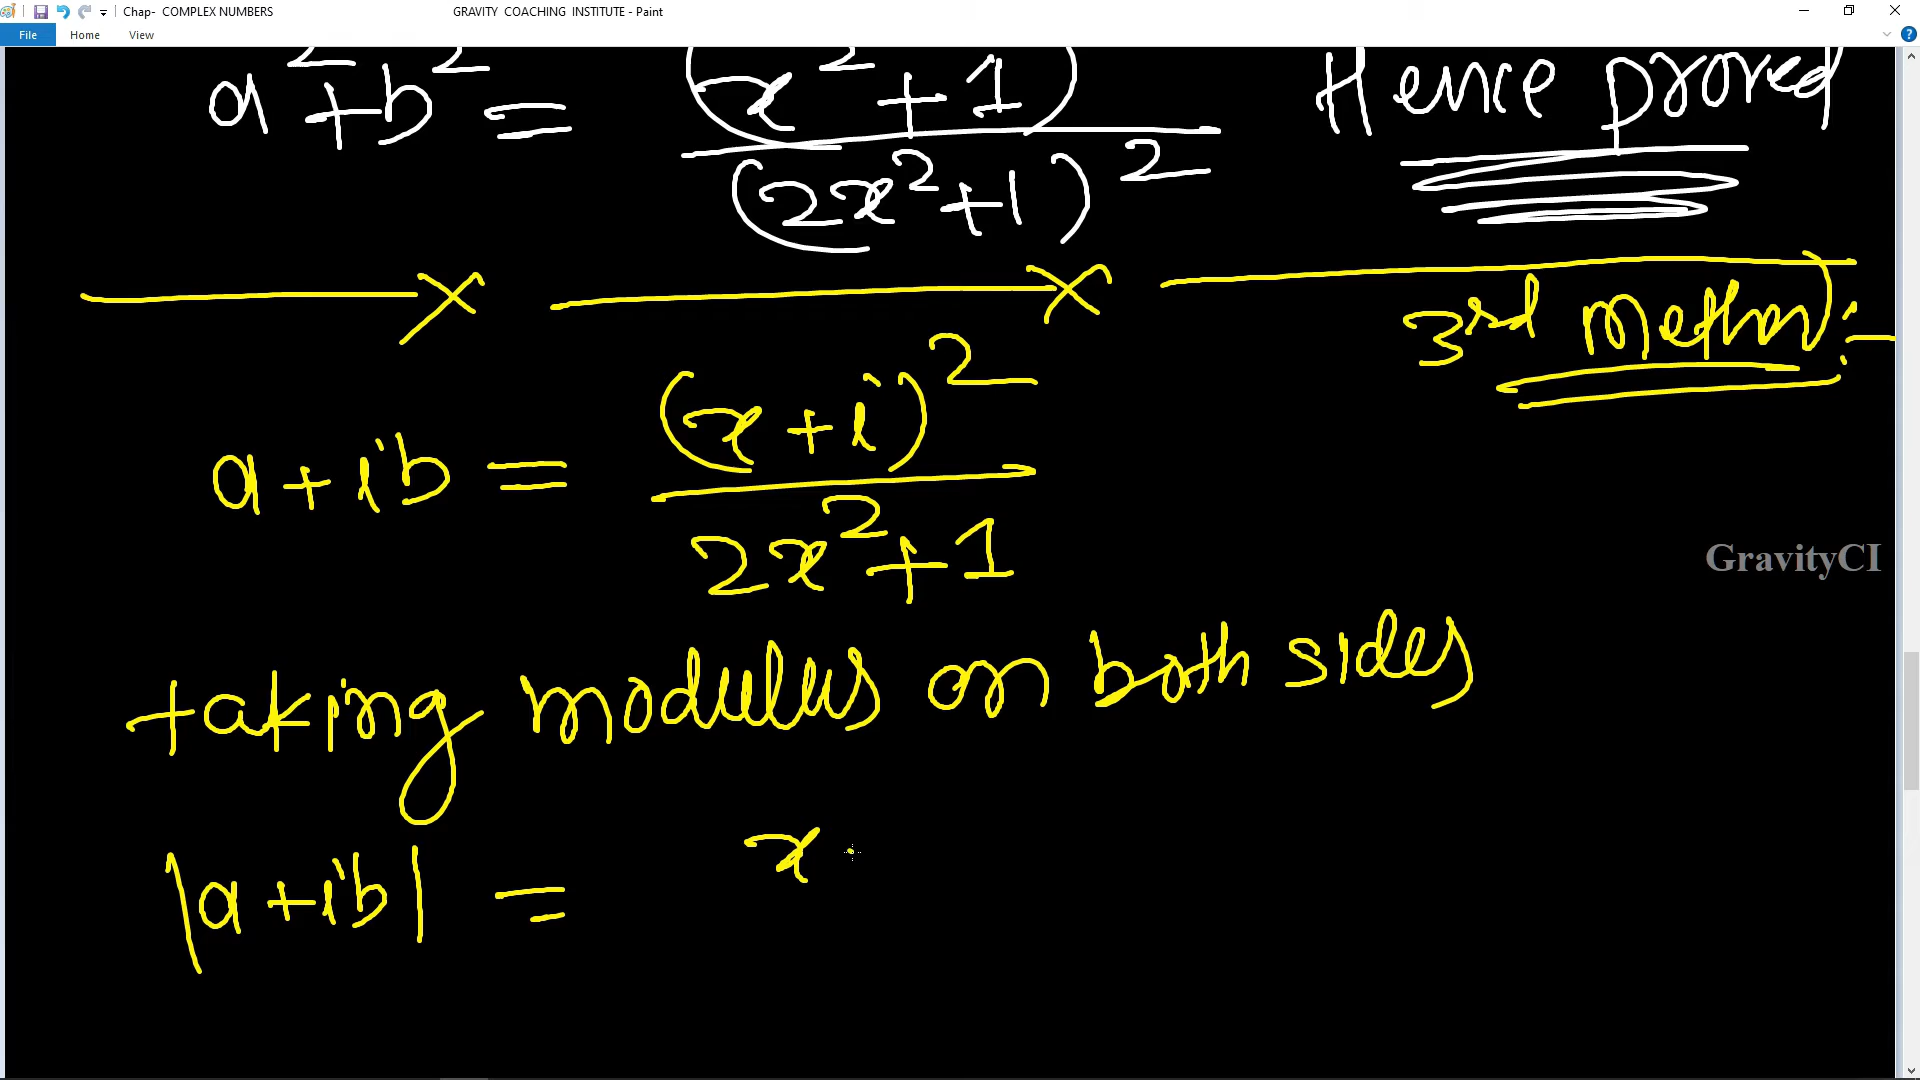 Chap- COMPLEX NUMBERS GRAVITY COACHING INSTITUTE - Paint
File Home View
a²+b² = (x²+1)
(2x²+1)²
Hence proved
3rd Method:-
a+ib = (x+i)²
2x²+1
GravityCI
taking modulus on both sides
|a+ib| = x